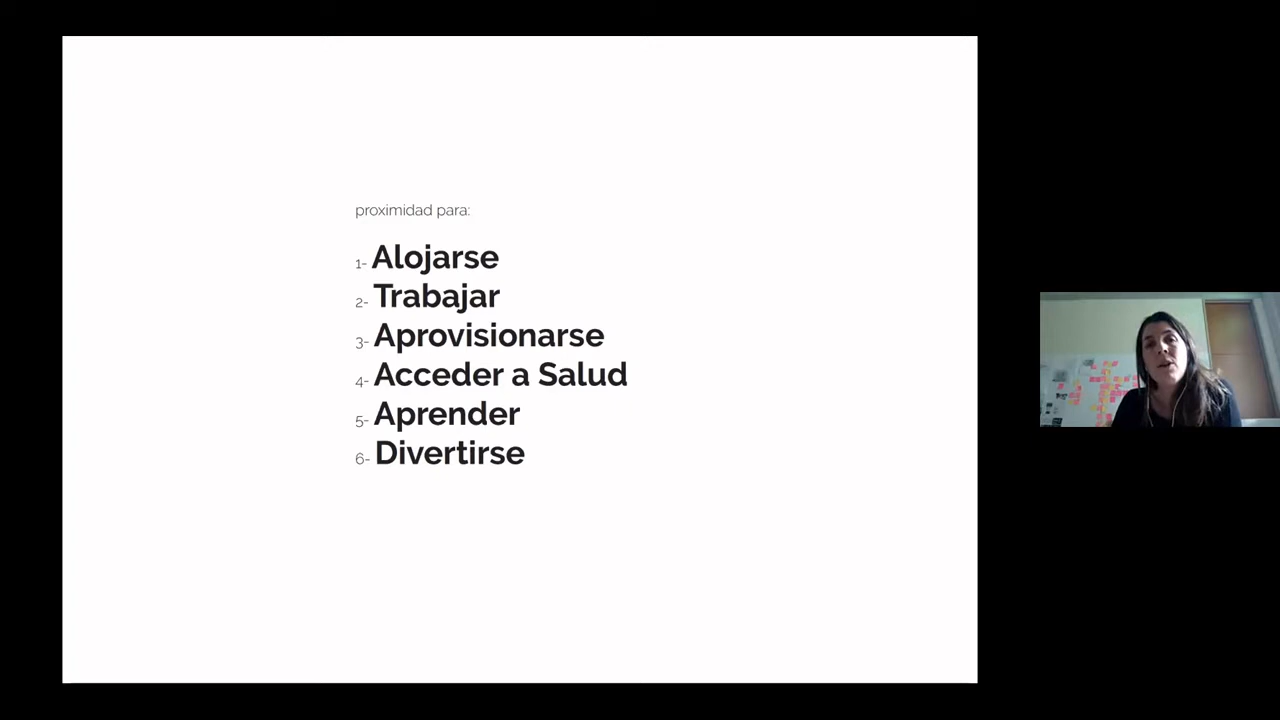 proximidad para:
1- Alojarse
2- Trabajar
3- Aprovisionarse
4- Acceder a Salud
5- Aprender
6- Divertirse